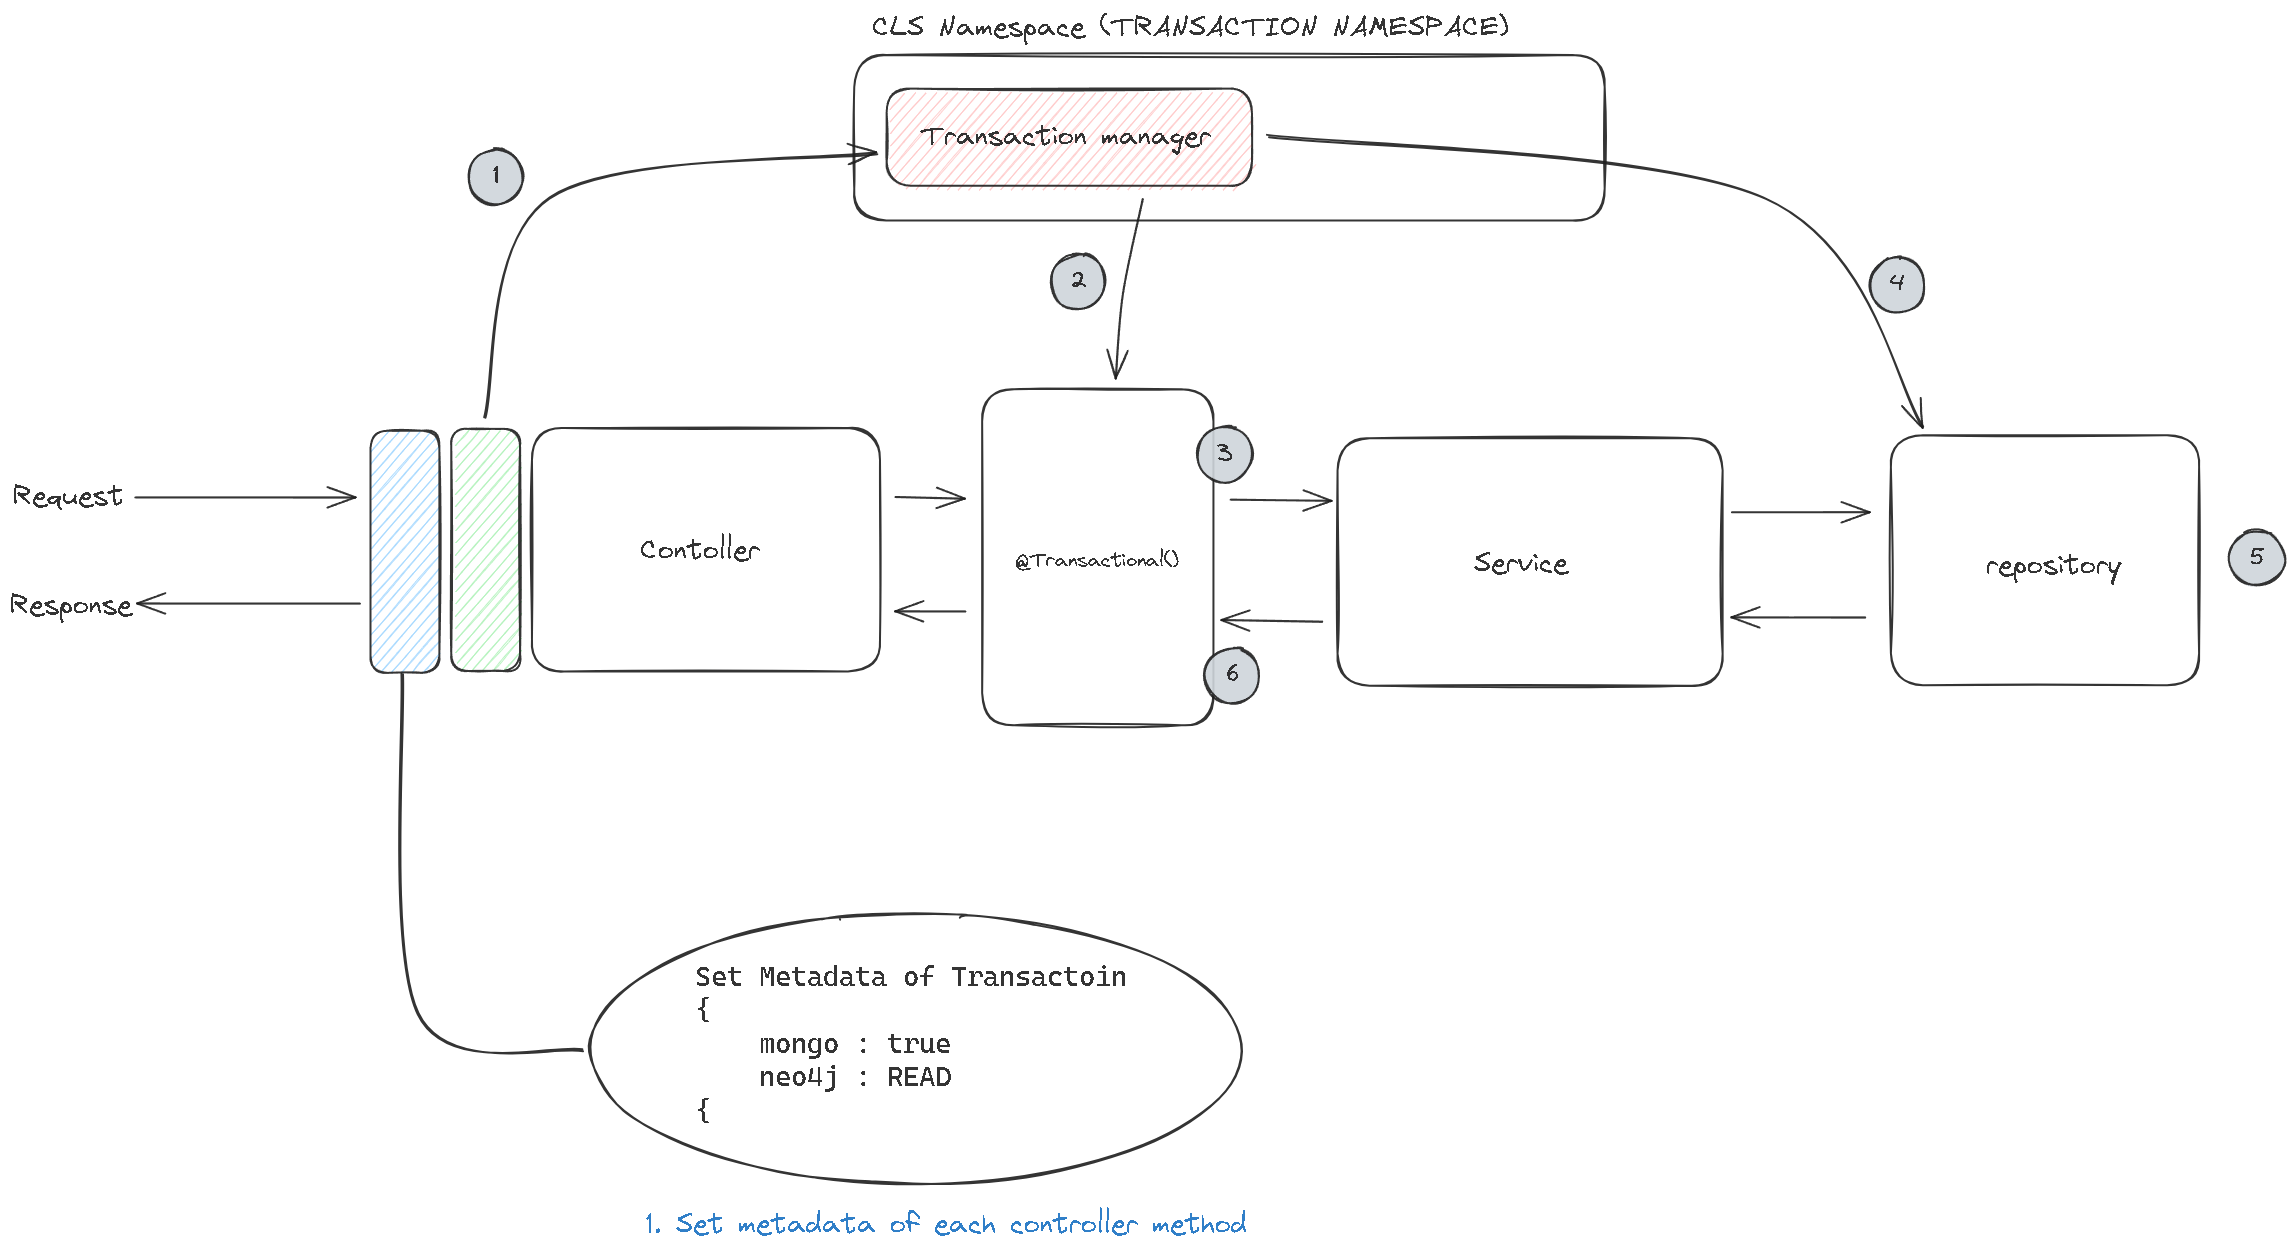 CLS Namespace (TRANSACTION NAMESPACE)
Transaction manager
1
2
4
3
Request
Contoller
@Transactional()
Service
repository
5
Response
6
Set Metadata of Transactoin
{
mongo : true
neo4j : READ
{
1. Set metadata of each controller method